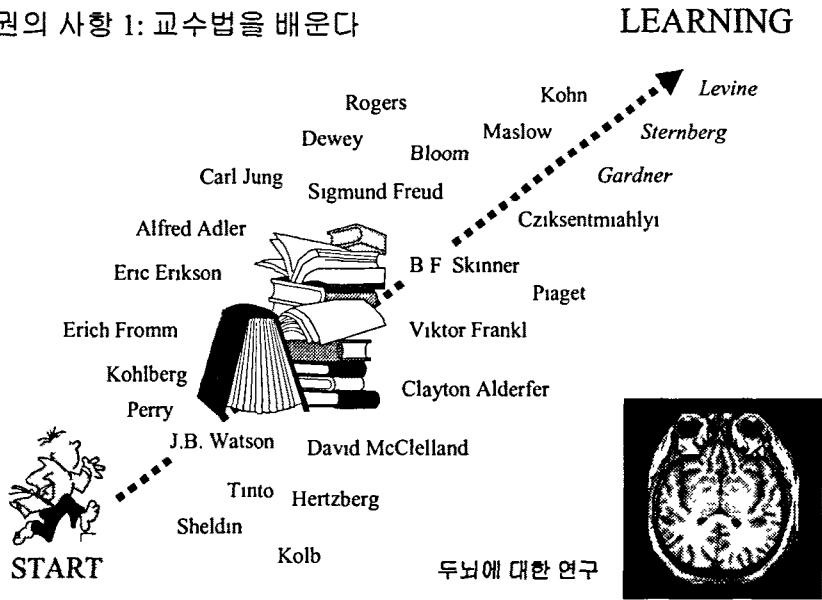 권의 사항 1: 교수법을 배운다
LEARNING
Rogers
Kohn
Levine
Dewey
Bloom
Maslow
Sternberg
Carl Jung
Sigmund Freud
Gardner
Alfred Adler
Cziksentmiahlyi
Eric Erikson
B F Skinner
Piaget
Erich Fromm
Viktor Frankl
Kohlberg
Clayton Alderfer
Perry
J.B. Watson
David McClelland
Tinto
Hertzberg
Sheldin
Kolb
START
두뇌에 대한 연구